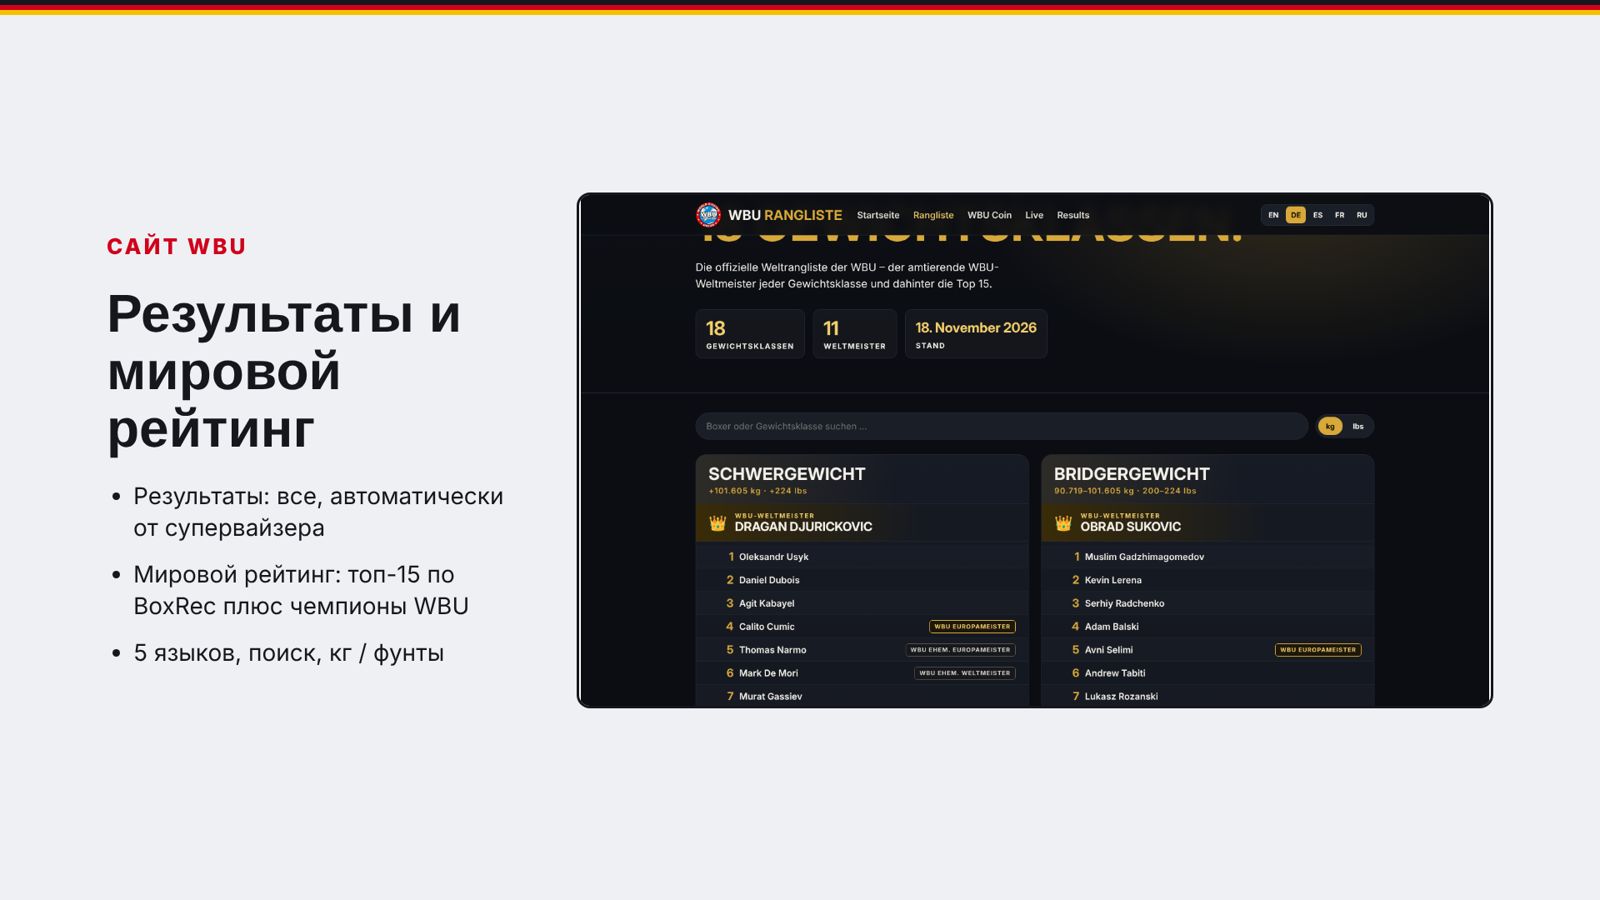 САЙТ WBU
Результаты и
мировой
рейтинг
• Результаты: все, автоматически
от супервайзера
• Мировой рейтинг: топ-15 по
BoxRec плюс чемпионы WBU
• 5 языков, поиск, кг / фунты
WBU RANGLISTE Startseite Rangliste WBU Coin Live Results EN DE ES FR RU
Die offizielle Weltrangliste der WBU – der amtierende WBU-
Weltmeister jeder Gewichtsklasse und dahinter die Top 15.
18 11 18. November 2026
GEWICHTSKLASSEN WELTMEISTER STAND
Boxer oder Gewichtsklasse suchen ... kg lbs
SCHWERGEWICHT
+101.605 kg · +224 lbs
WBU-WELTMEISTER
DRAGAN DJURICKOVIC
1 Oleksandr Usyk
2 Daniel Dubois
3 Agit Kabayel
4 Calito Cumic WBU EUROPAMEISTER
5 Thomas Narmo WBU EHEM. EUROPAMEISTER
6 Mark De Mori WBU EHEM. WELTMEISTER
7 Murat Gassiev
BRIDGERGEWICHT
90.719–101.605 kg · 200–224 lbs
WBU-WELTMEISTER
OBRAD SUKOVIC
1 Muslim Gadzhimagomedov
2 Kevin Lerena
3 Serhiy Radchenko
4 Adam Balski
5 Avni Selimi WBU EUROPAMEISTER
6 Andrew Tabiti
7 Lukasz Rozanski